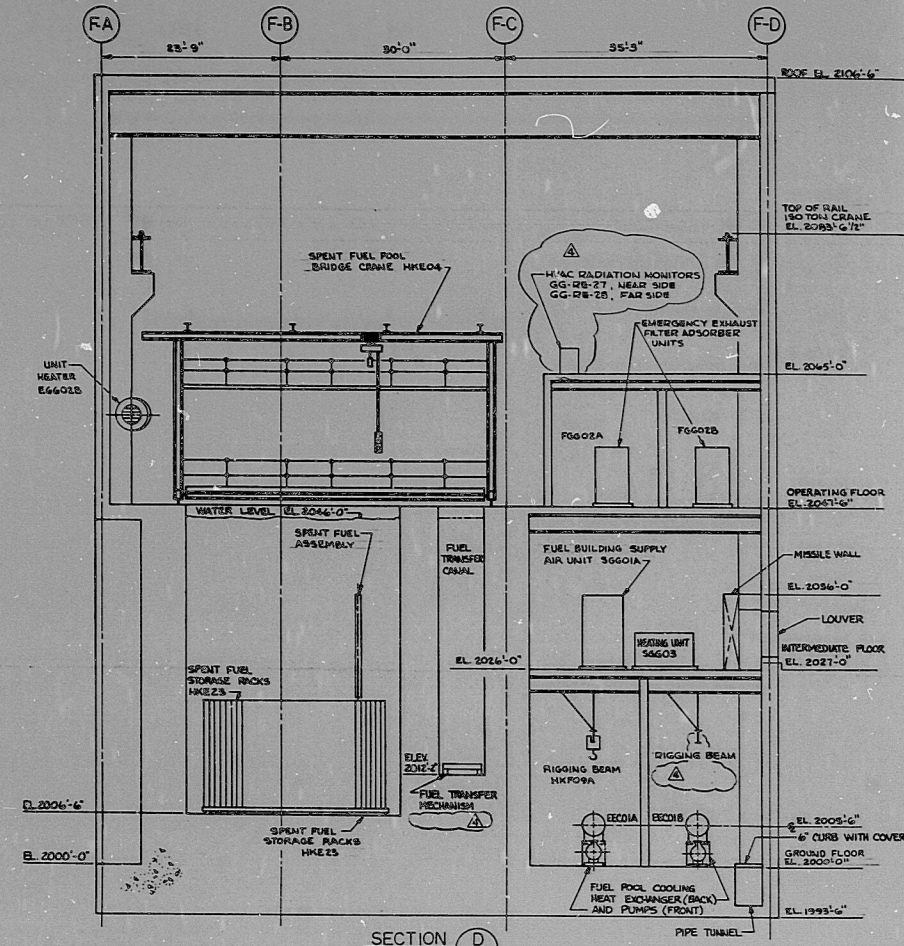 F-A
F-B
F-C
F-D
23'-9"
30'-0"
35'-3"
ROOF EL. 2106'-6"
TOP OF RAIL
150 TON CRANE
EL. 2083'-6 1/2"
SPENT FUEL POOL
BRIDGE CRANE HKE04
4
HVAC RADIATION MONITORS
GG-RE-27, NEAR SIDE
GG-RE-28, FAR SIDE
EMERGENCY EXHAUST
FILTER ADSORBER
UNITS
UNIT
HEATER
EL. 2065'-0"
FGG02A
FGG02B
OPERATING FLOOR
EL. 2047'-6"
WATER LEVEL EL. 2046'-0"
SPENT FUEL
ASSEMBLY
FUEL
TRANSFER
CANAL
FUEL BUILDING SUPPLY
AIR UNIT SGG01A
MISSILE WALL
EL. 2036'-0"
LOUVER
HEATING UNIT
SGG03
INTERMEDIATE FLOOR
EL. 2026'-0"
EL. 2027'-0"
SPENT FUEL
STORAGE RACKS
HKE23
RIGGING BEAM
HKF09A
RIGGING BEAM
4
ELEV.
2012'-2"
FUEL TRANSFER
MECHANISM
4
EL. 2006'-6"
SPENT FUEL
STORAGE RACKS
HKE23
EEC01A
EEC01B
6" CURB WITH COVER
GROUND FLOOR
EL. 2000'-0"
EL. 2000'-0"
FUEL POOL COOLING
HEAT EXCHANGER (BACK)
AND PUMPS (FRONT)
EL. 1993'-6"
PIPE TUNNEL
SECTION D